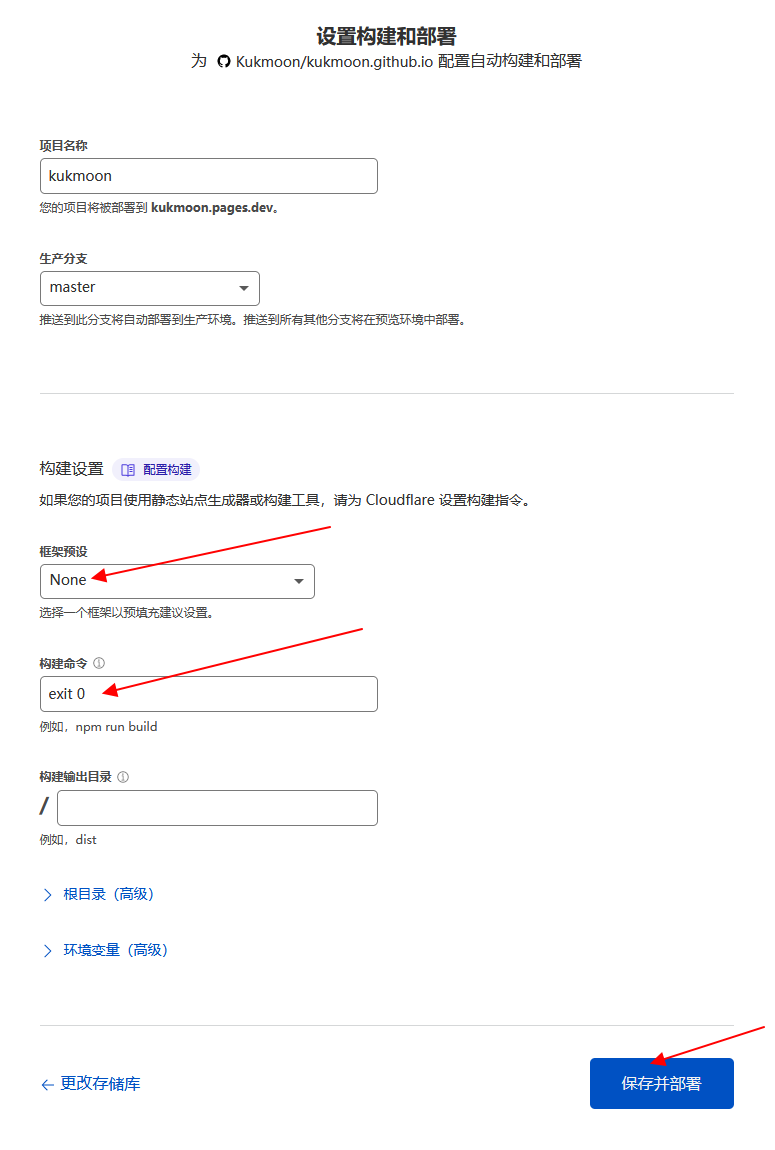 设置构建和部署
为 Kukmoon/kukmoon.github.io 配置自动构建和部署
项目名称
kukmoon
您的项目将被部署到 kukmoon.pages.dev。
生产分支
master
推送到此分支将自动部署到生产环境。推送到所有其他分支将在预览环境中部署。
构建设置 配置构建
如果您的项目使用静态站点生成器或构建工具，请为 Cloudflare 设置构建指令。
框架预设
None
选择一个框架以预填充建议设置。
构建命令
exit 0
例如，npm run build
构建输出目录
/
例如，dist
根目录（高级）
环境变量（高级）
← 更改存储库 保存并部署